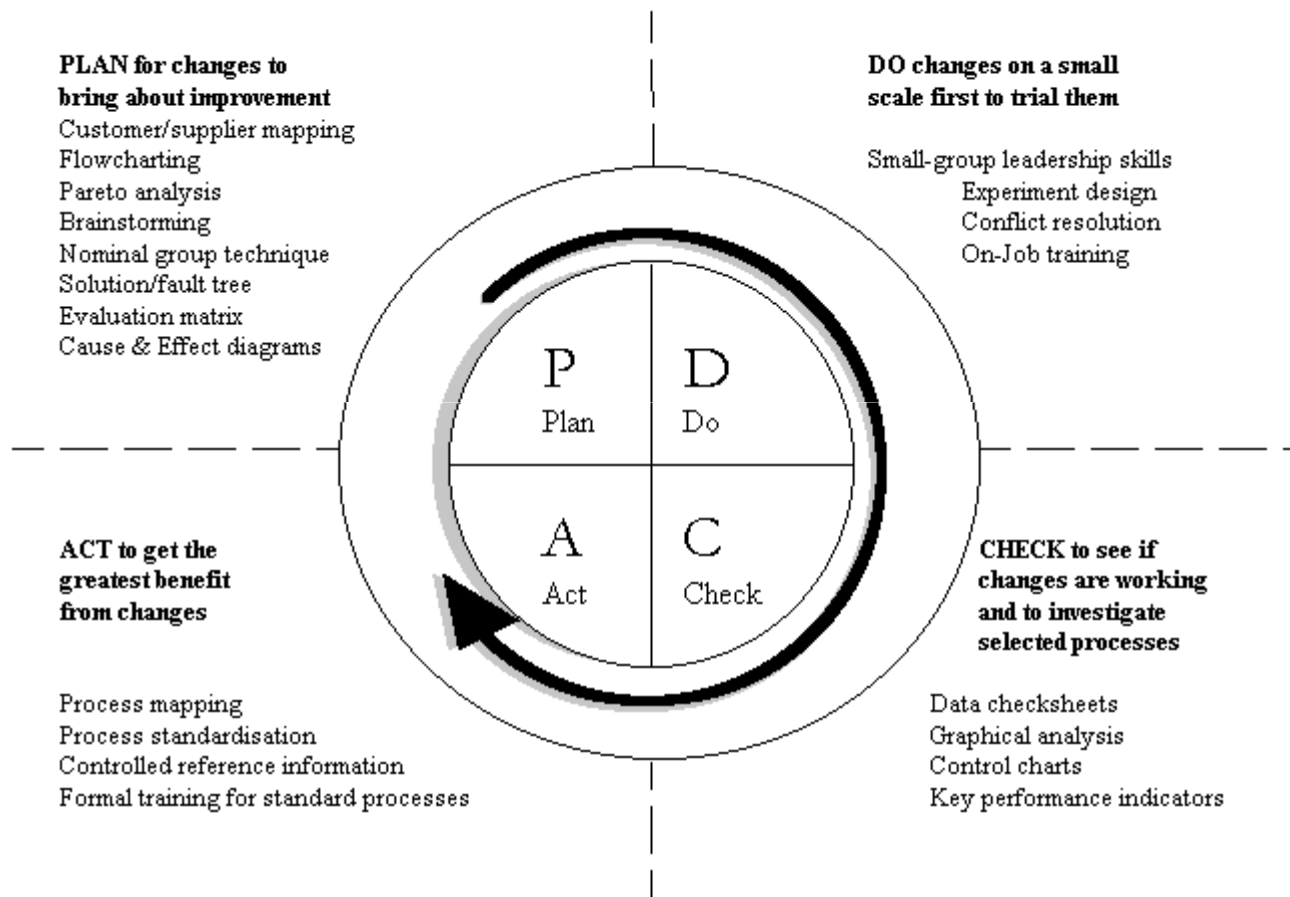 PLAN for changes to
bring about improvement
Customer/supplier mapping
Flowcharting
Pareto analysis
Brainstorming
Nominal group technique
Solution/fault tree
Evaluation matrix
Cause & Effect diagrams
DO changes on a small
scale first to trial them
Small-group leadership skills
Experiment design
Conflict resolution
On-Job training
P
Plan
D
Do
A
Act
C
Check
ACT to get the
greatest benefit
from changes
Process mapping
Process standardisation
Controlled reference information
Formal training for standard processes
CHECK to see if
changes are working
and to investigate
selected processes
Data checksheets
Graphical analysis
Control charts
Key performance indicators